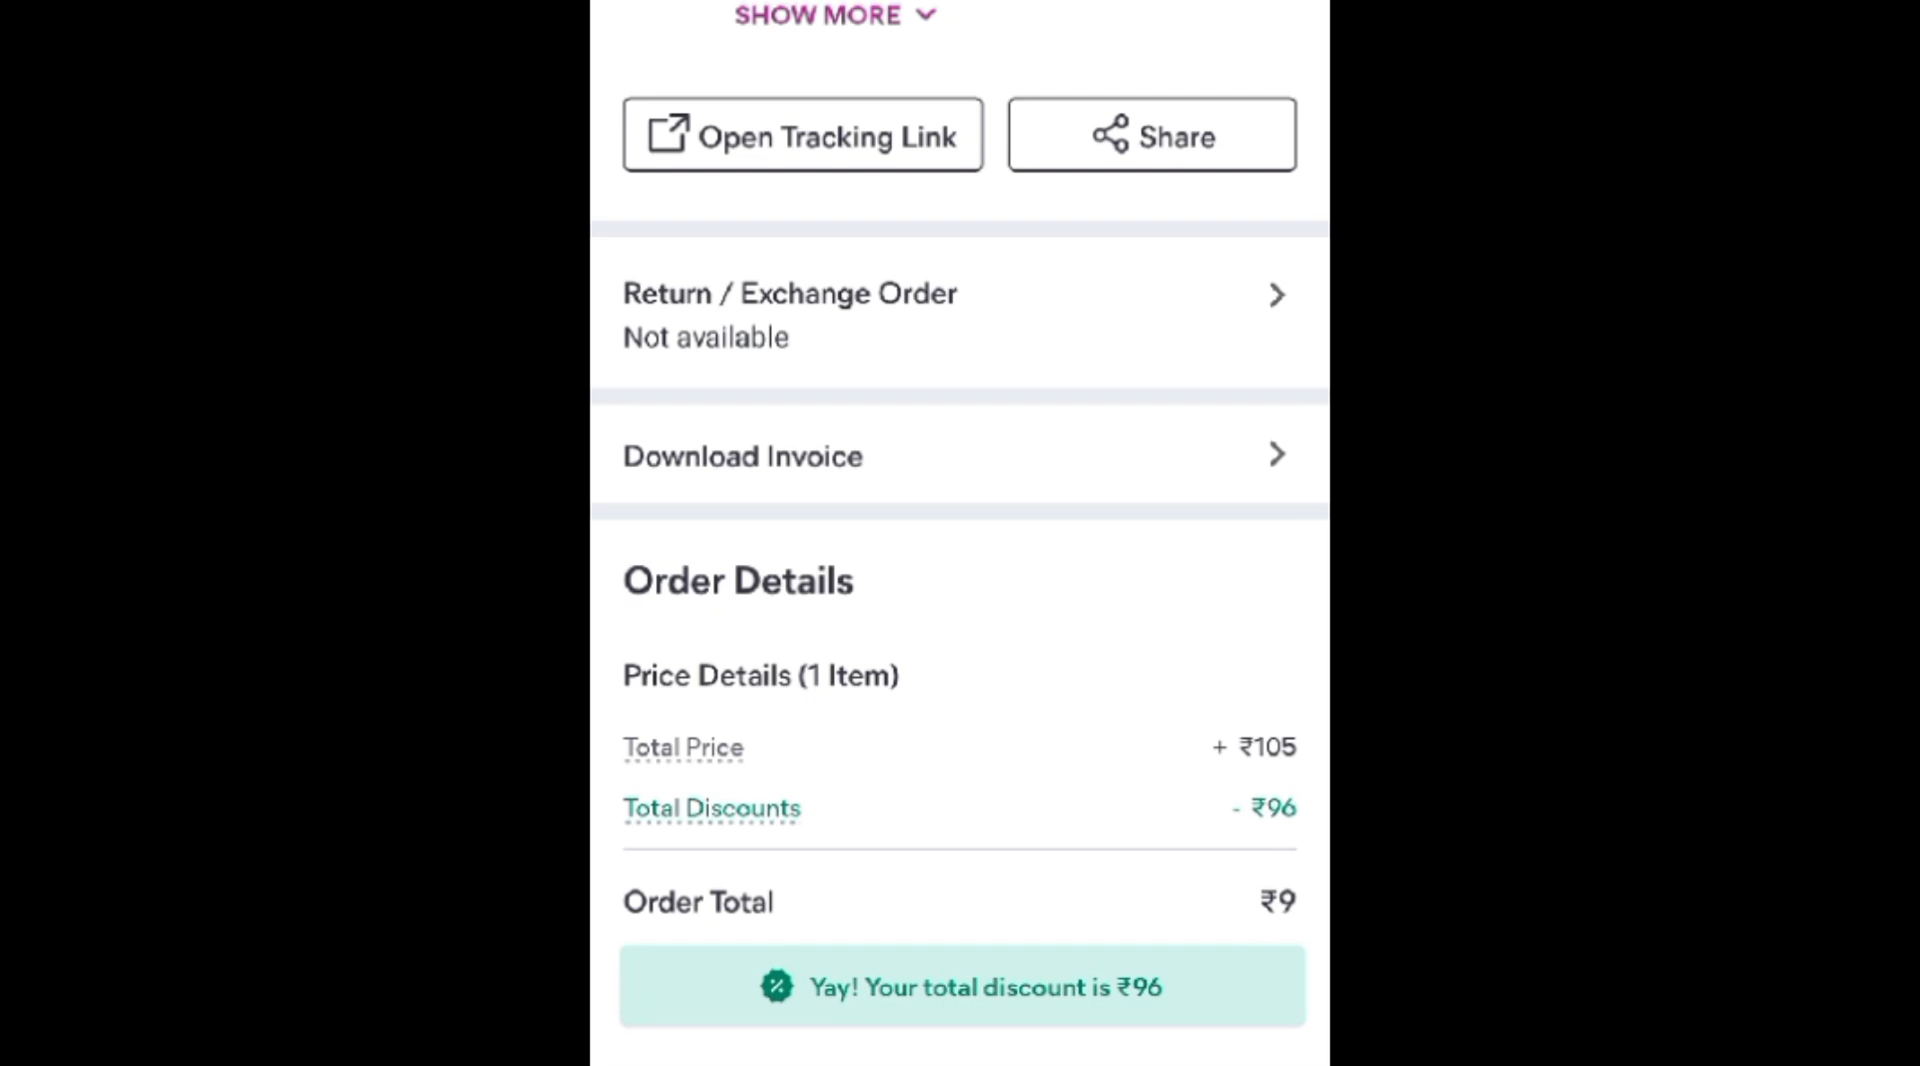 SHOW MORE
Open Tracking Link
Share
Return / Exchange Order
Not available
Download Invoice
Order Details
Price Details (1 Item)
Total Price + ₹105
Total Discounts - ₹96
Order Total ₹9
Yay! Your total discount is ₹96